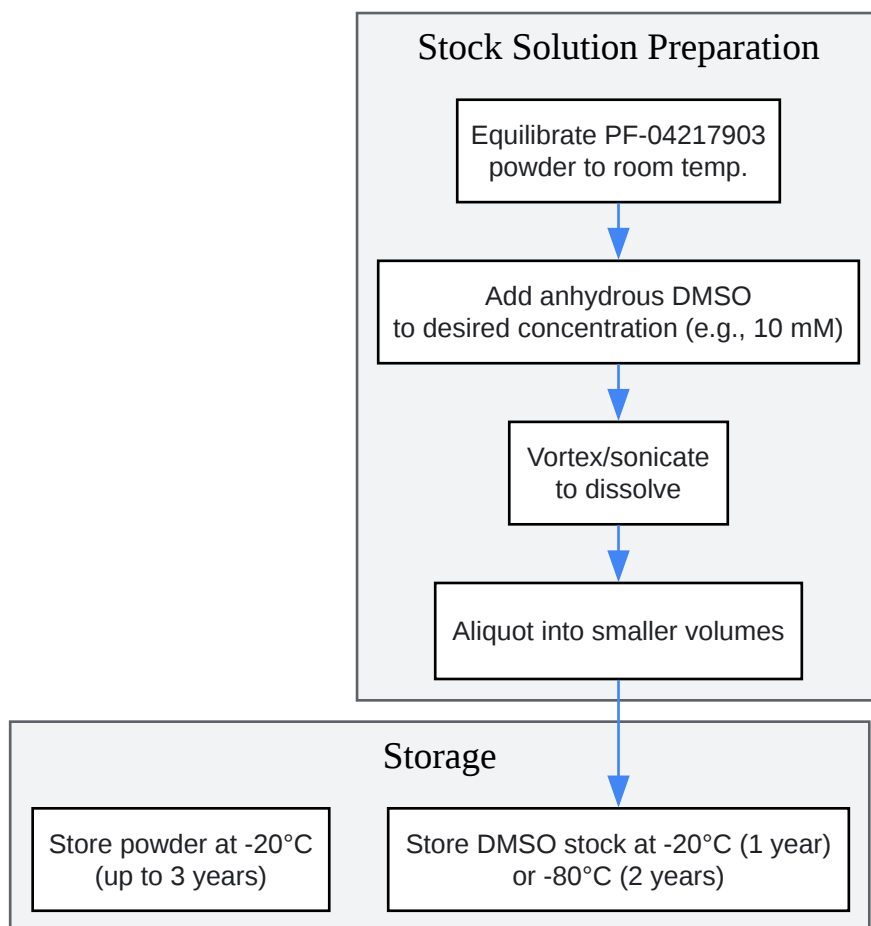 Stock Solution Preparation
Equilibrate PF-04217903
powder to room temp.
Add anhydrous DMSO
to desired concentration (e.g., 10 mM)
Vortex/sonicate
to dissolve
Aliquot into smaller volumes
Storage
Store powder at -20°C
(up to 3 years)
Store DMSO stock at -20°C (1 year)
or -80°C (2 years)